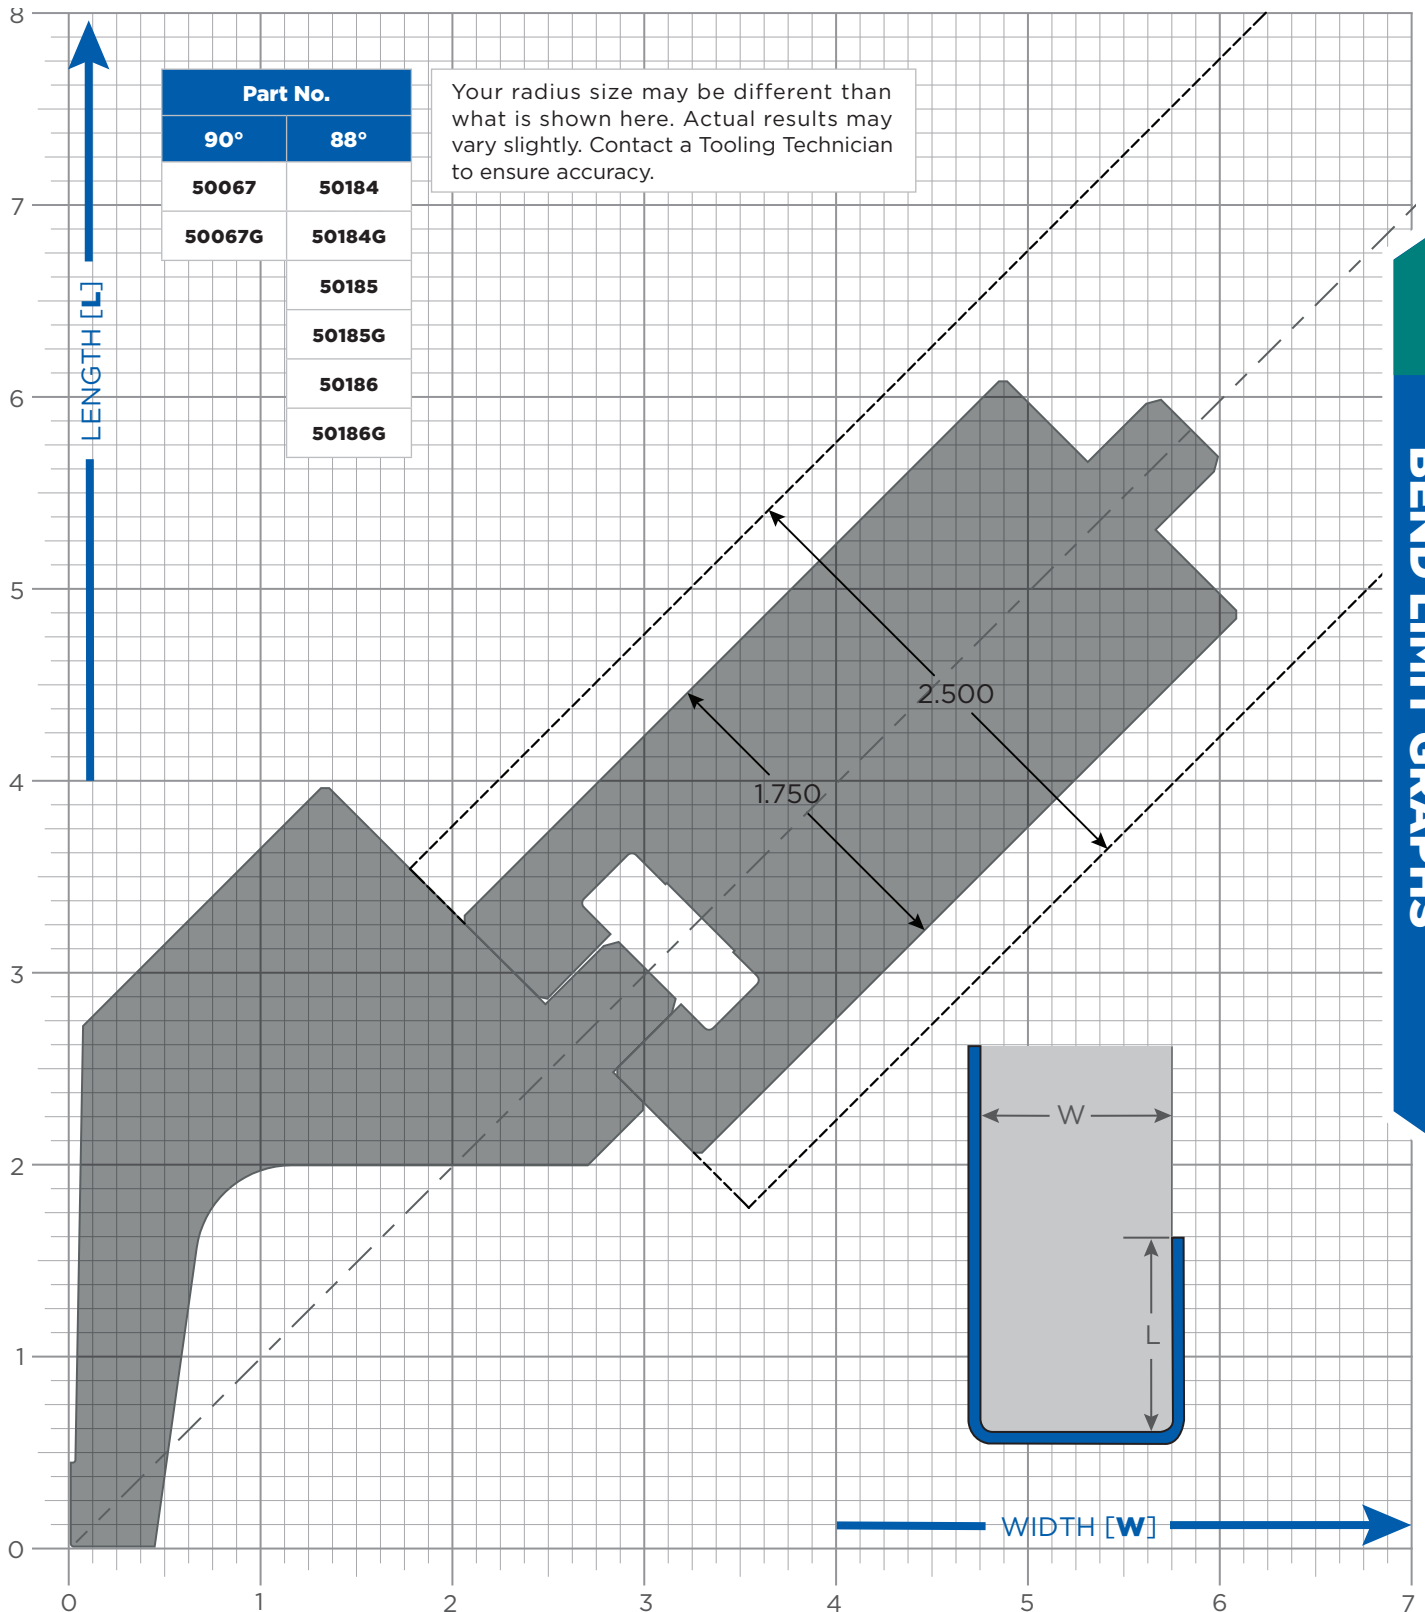 8
7
6
5
4
3
2
1
0
0 1 2 3 4 5 6 7
LENGTH [L]
Part No.
90° 88°
50067 50184
50067G 50184G
50185
50185G
50186
50186G
Your radius size may be different than
what is shown here. Actual results may
vary slightly. Contact a Tooling Technician
to ensure accuracy.
2.500
1.750
W
L
WIDTH [W]
BEND LIMIT GRAPHS